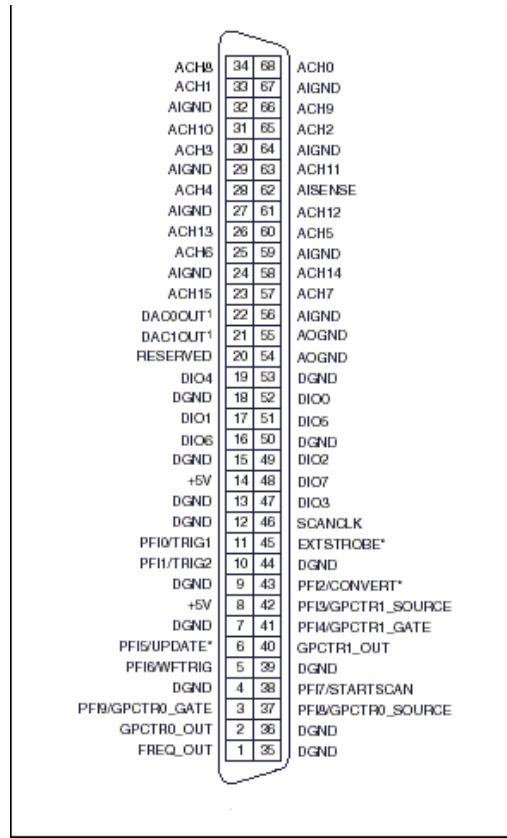 ACH8 34 68 ACH0
ACH1 33 67 AIGND
AIGND 32 66 ACH9
ACH10 31 65 ACH2
ACH3 30 64 AIGND
AIGND 29 63 ACH11
ACH4 28 62 AISENSE
AIGND 27 61 ACH12
ACH13 26 60 ACH5
ACH6 25 59 AIGND
AIGND 24 58 ACH14
ACH15 23 57 ACH7
DAC0OUT¹ 22 56 AIGND
DAC1OUT¹ 21 55 AOGND
RESERVED 20 54 AOGND
DIO4 19 53 DGND
DGND 18 52 DIO0
DIO1 17 51 DIO5
DIO6 16 50 DGND
DGND 15 49 DIO2
+5V 14 48 DIO7
DGND 13 47 DIO3
DGND 12 46 SCANCLK
PFI0/TRIG1 11 45 EXTSTROBE*
PFI1/TRIG2 10 44 DGND
DGND 9 43 PFI2/CONVERT*
+5V 8 42 PFI3/GPCTR1_SOURCE
DGND 7 41 PFI4/GPCTR1_GATE
PFI5/UPDATE* 6 40 GPCTR1_OUT
PFI6/WFTRIG 5 39 DGND
DGND 4 38 PFI7/STARTSCAN
PFI9/GPCTR0_GATE 3 37 PFI8/GPCTR0_SOURCE
GPCTR0_OUT 2 36 DGND
FREQ_OUT 1 35 DGND